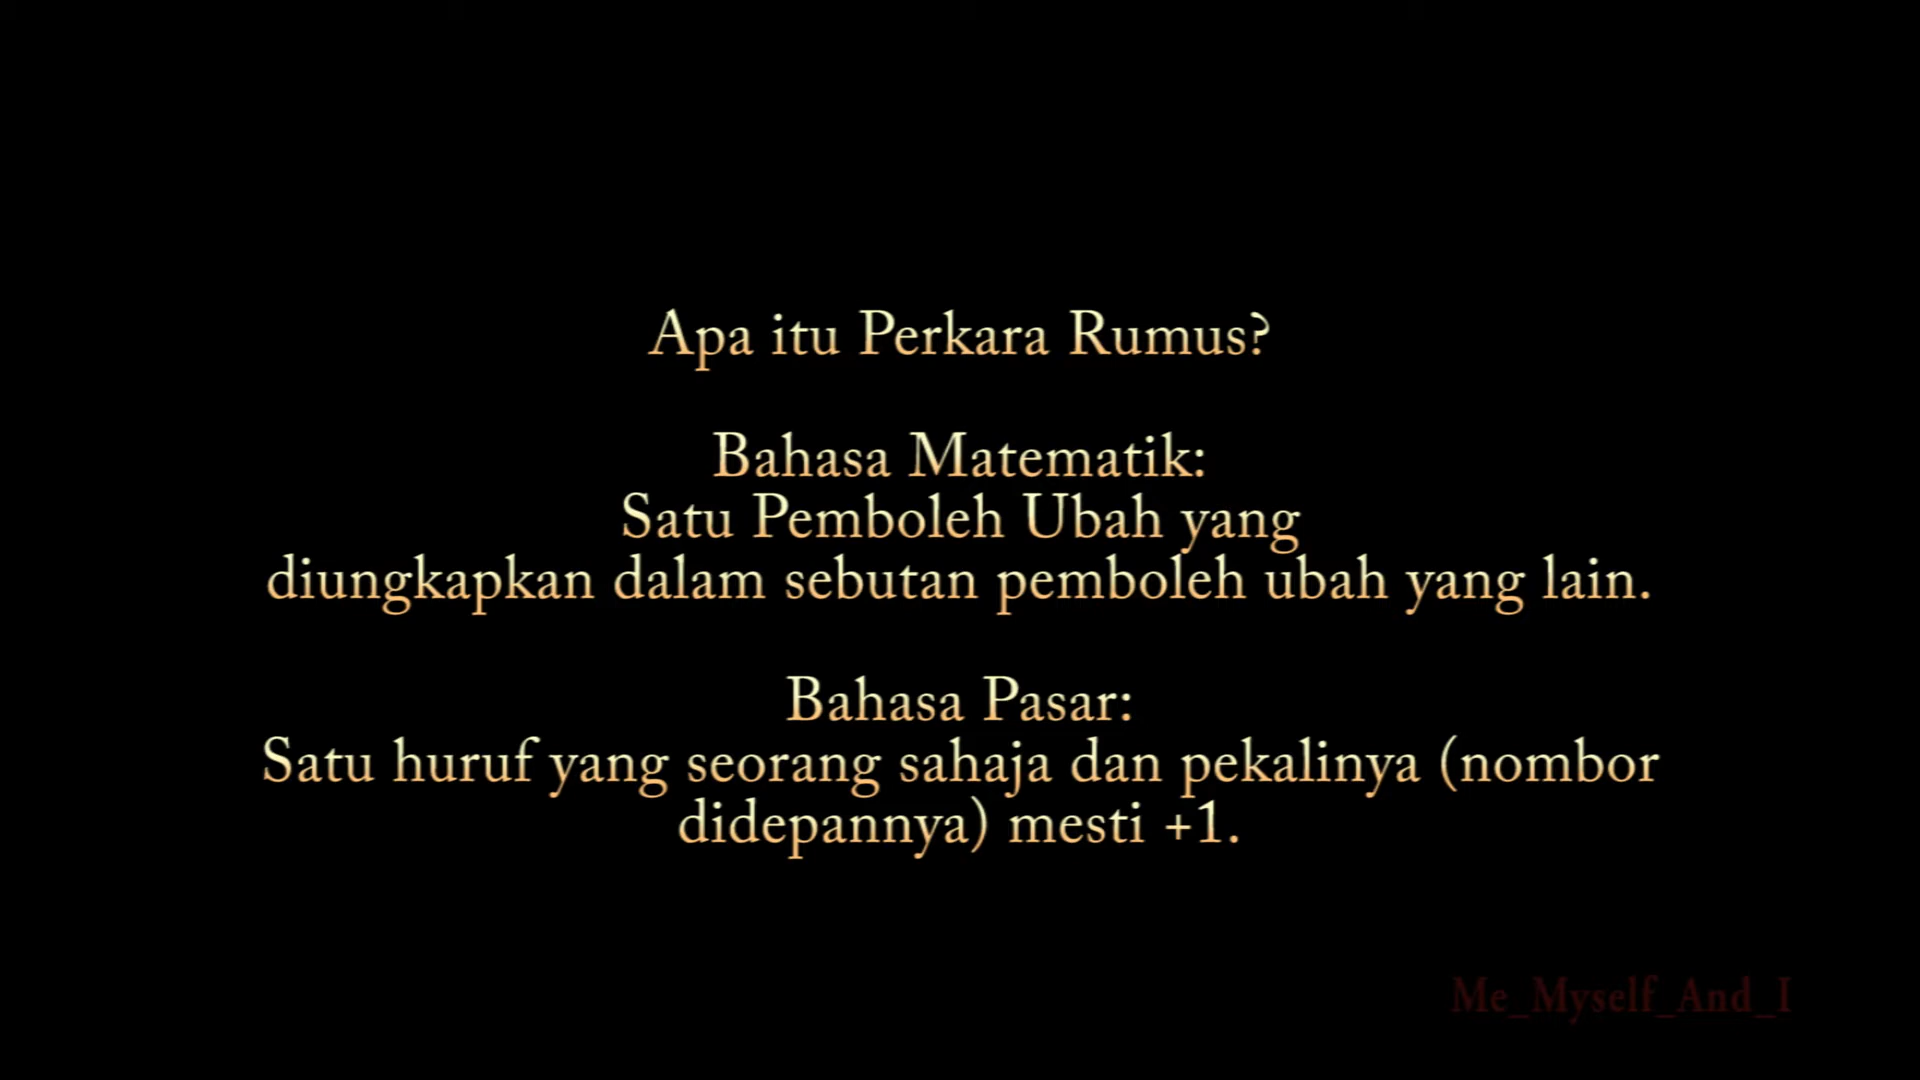 Apa itu Perkara Rumus?
Bahasa Matematik:
Satu Pemboleh Ubah yang
diungkapkan dalam sebutan pemboleh ubah yang lain.
Bahasa Pasar:
Satu huruf yang seorang sahaja dan pekalinya (nombor
didepannya) mesti +1.
Me_Myself_And_I